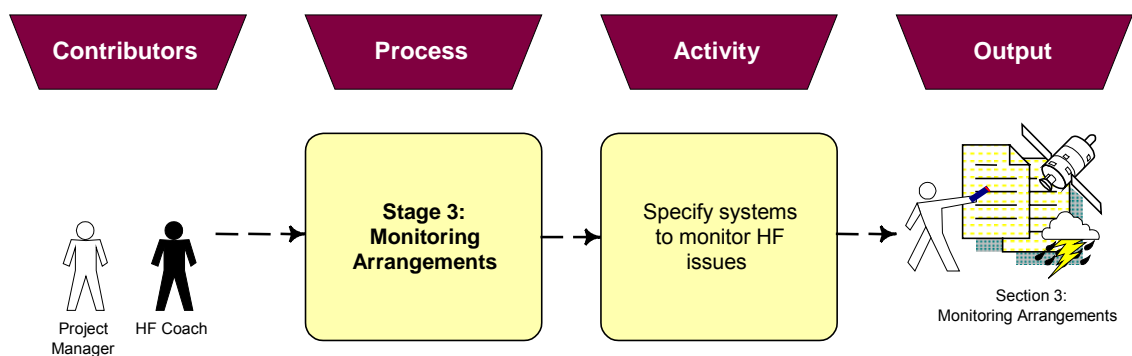 Contributors
Process
Activity
Output
Stage 3:
Monitoring
Arrangements
Specify systems
to monitor HF
issues
Project
Manager
HF Coach
Section 3:
Monitoring Arrangements